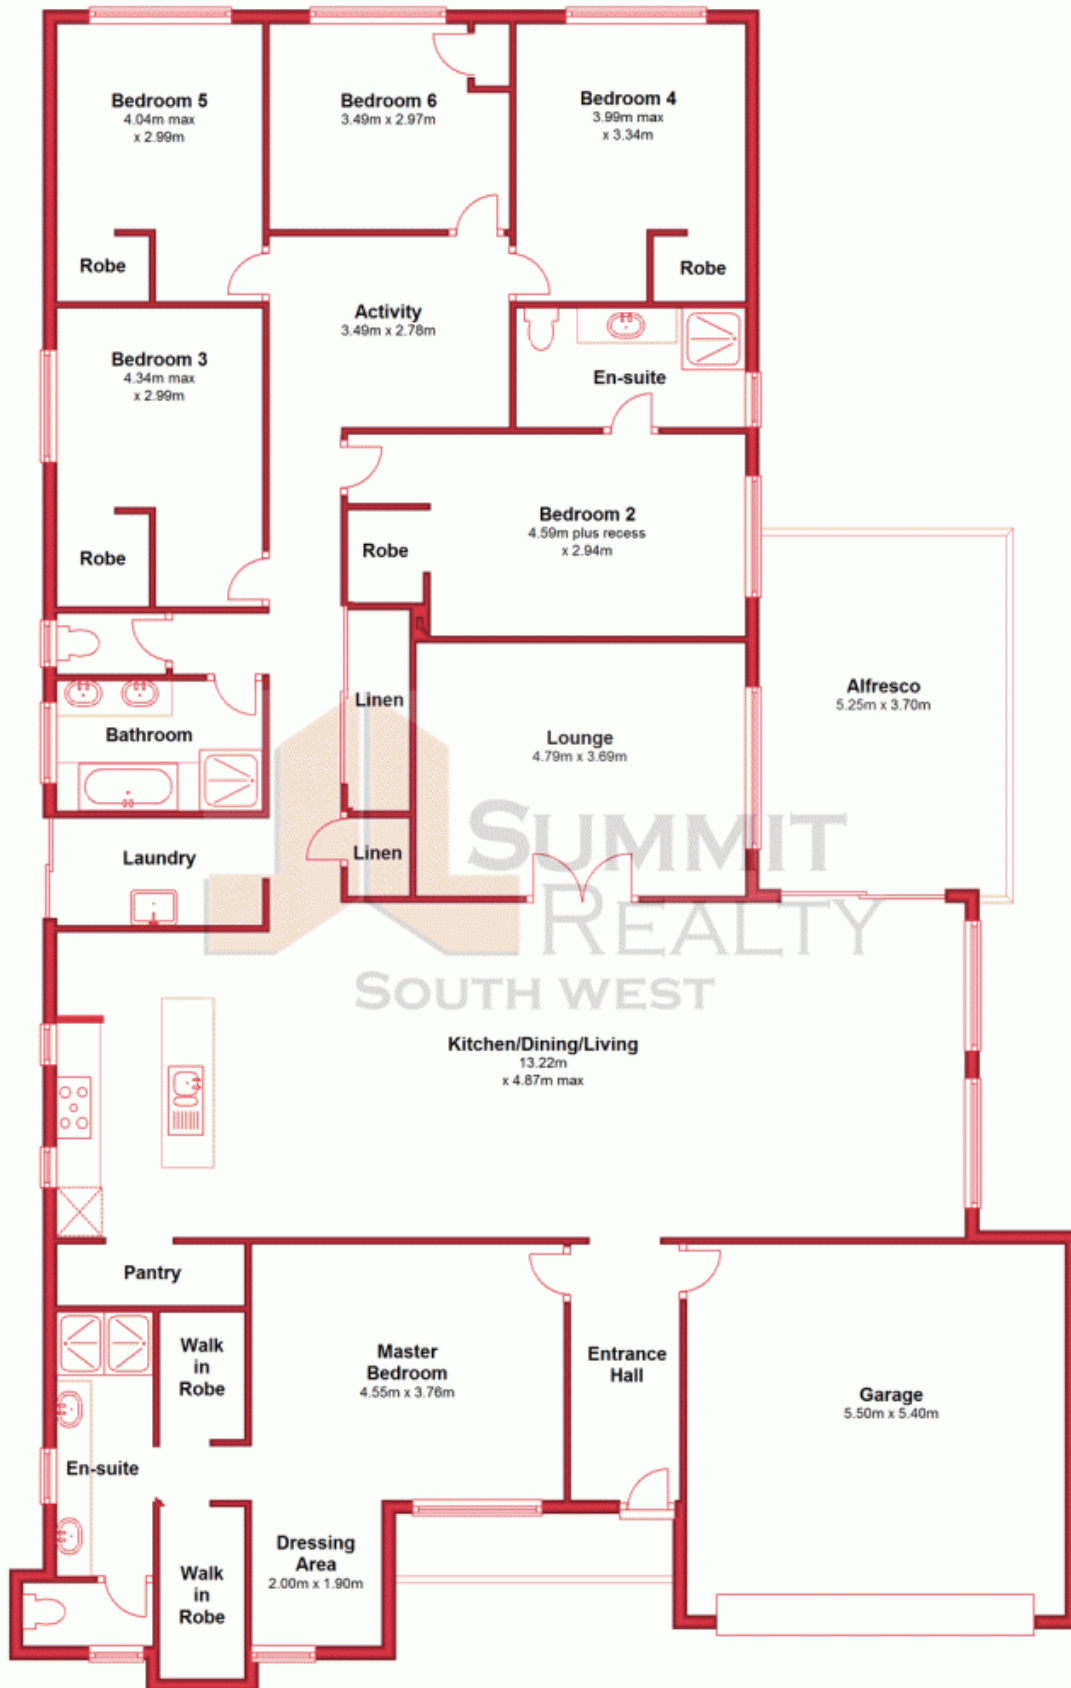 Bedroom 5
4.04m max
x 2.99m
Bedroom 6
3.49m x 2.97m
Bedroom 4
3.99m max
x 3.34m
Robe
Robe
Activity
3.49m x 2.78m
Bedroom 3
4.34m max
x 2.99m
En-suite
Bedroom 2
4.59m plus recess
x 2.94m
Robe
Robe
Linen
Bathroom
Lounge
4.79m x 3.69m
Alfresco
5.25m x 3.70m
Laundry
Linen
SUMMIT
REALTY
SOUTH WEST
Kitchen/Dining/Living
13.22m
x 4.87m max
Pantry
Walk
in
Robe
Master
Bedroom
4.55m x 3.76m
Entrance
Hall
Garage
5.50m x 5.40m
En-suite
Dressing
Area
2.00m x 1.90m
Walk
in
Robe